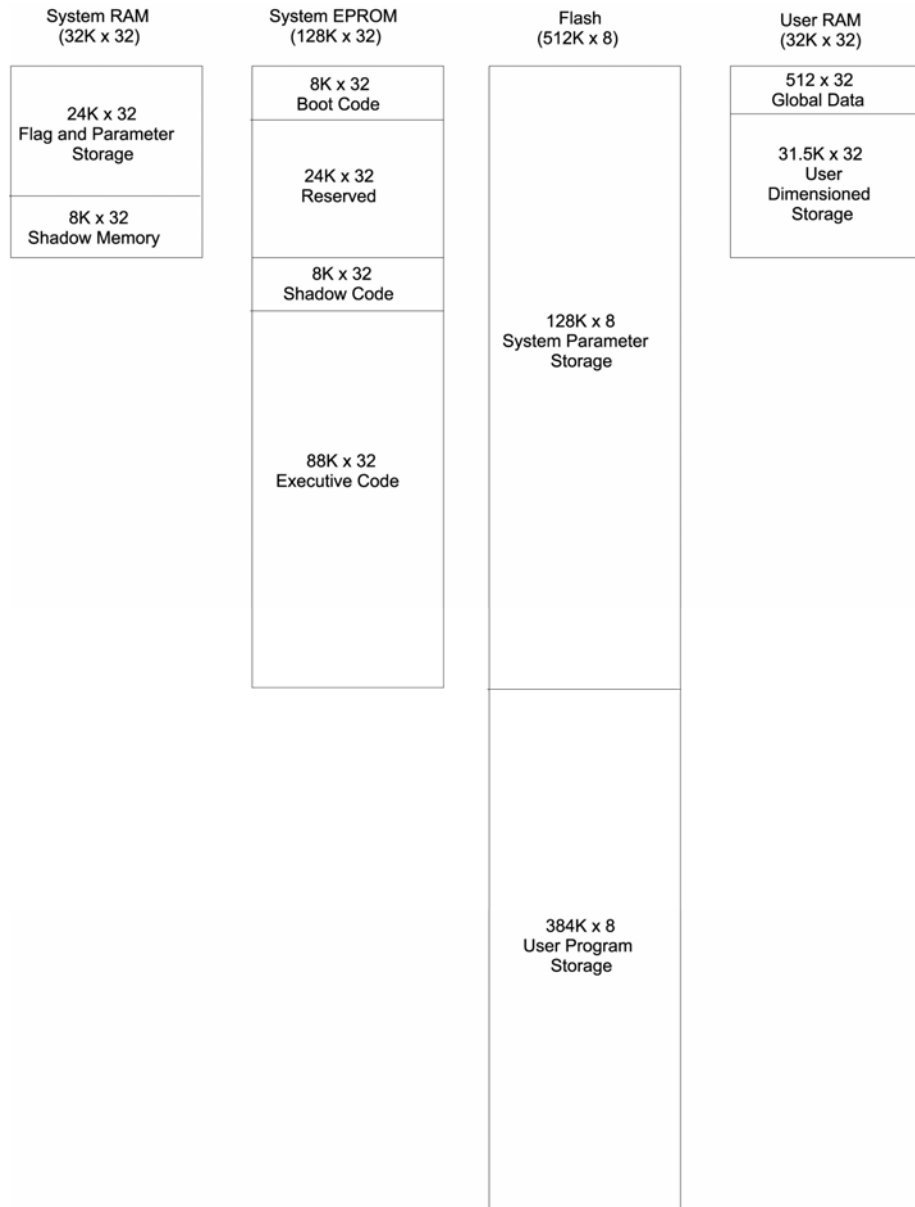 System RAM
(32K x 32)
24K x 32
Flag and Parameter
Storage
8K x 32
Shadow Memory
System EPROM
(128K x 32)
8K x 32
Boot Code
24K x 32
Reserved
8K x 32
Shadow Code
88K x 32
Executive Code
Flash
(512K x 8)
128K x 8
System Parameter
Storage
384K x 8
User Program
Storage
User RAM
(32K x 32)
512 x 32
Global Data
31.5K x 32
User
Dimensioned
Storage